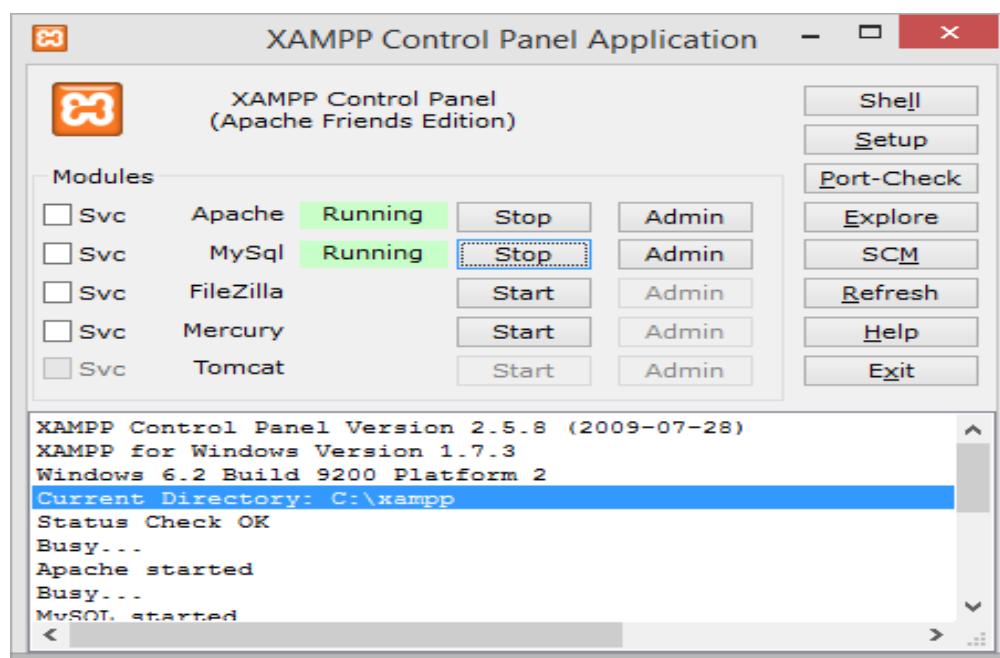 XAMPP Control Panel Application
XAMPP Control Panel
(Apache Friends Edition)
Shell
Setup
Modules
Port-Check
Svc Apache Running Stop Admin Explore
Svc MySql Running Stop Admin SCM
Svc FileZilla Start Admin Refresh
Svc Mercury Start Admin Help
Svc Tomcat Start Admin Exit
XAMPP Control Panel Version 2.5.8 (2009-07-28)
XAMPP for Windows Version 1.7.3
Windows 6.2 Build 9200 Platform 2
Current Directory: C:\xampp
Status Check OK
Busy...
Apache started
Busy...
MySQL started